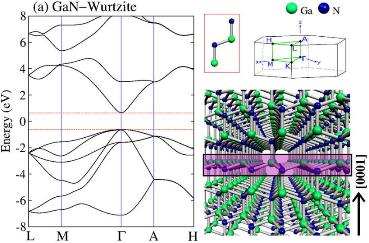 (a) GaN−Wurtzite
Ga N
8
6
4
2
0
-2
-4
-6
-8
Energy (eV)
L M Γ A H
z
H A
L
M K Γ
x y
[0001]